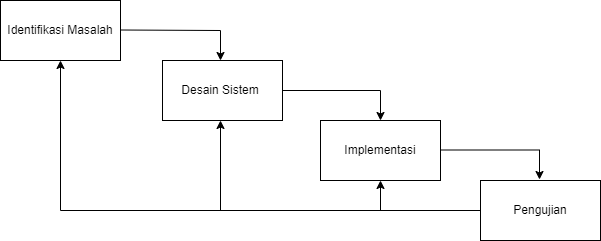 Identifikasi Masalah
Desain Sistem
Implementasi
Pengujian